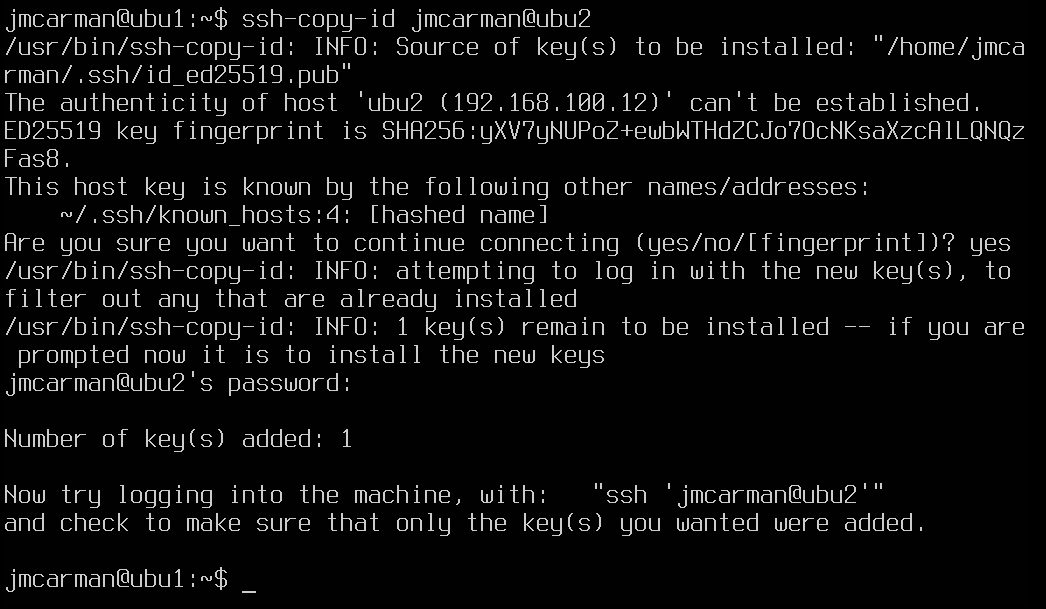 jmcarman@ubu1:~$ ssh-copy-id jmcarman@ubu2
/usr/bin/ssh-copy-id: INFO: Source of key(s) to be installed: "/home/jmca
rman/.ssh/id_ed25519.pub"
The authenticity of host 'ubu2 (192.168.100.12)' can't be established.
ED25519 key fingerprint is SHA256:yXV7yNUPoZ+ewbWTHdZCJo7OcNKsaXzcAlLQNQz
Fas8.
This host key is known by the following other names/addresses:
    ~/.ssh/known_hosts:4: [hashed name]
Are you sure you want to continue connecting (yes/no/[fingerprint])? yes
/usr/bin/ssh-copy-id: INFO: attempting to log in with the new key(s), to
filter out any that are already installed
/usr/bin/ssh-copy-id: INFO: 1 key(s) remain to be installed -- if you are
 prompted now it is to install the new keys
jmcarman@ubu2's password:

Number of key(s) added: 1

Now try logging into the machine, with:   "ssh 'jmcarman@ubu2'"
and check to make sure that only the key(s) you wanted were added.

jmcarman@ubu1:~$ _